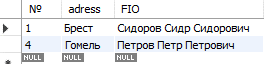 № adress FIO
1 Брест Сидоров Сидр Сидорович
4 Гомель Петров Петр Петрович
NULL NULL NULL